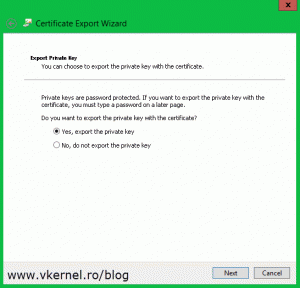 Certificate Export Wizard
Export Private Key
You can choose to export the private key with the certificate.
Private keys are password protected. If you want to export the private key with the
certificate, you must type a password on a later page.
Do you want to export the private key with the certificate?
Yes, export the private key
No, do not export the private key
www.vkernel.ro/blog
Next
Cancel